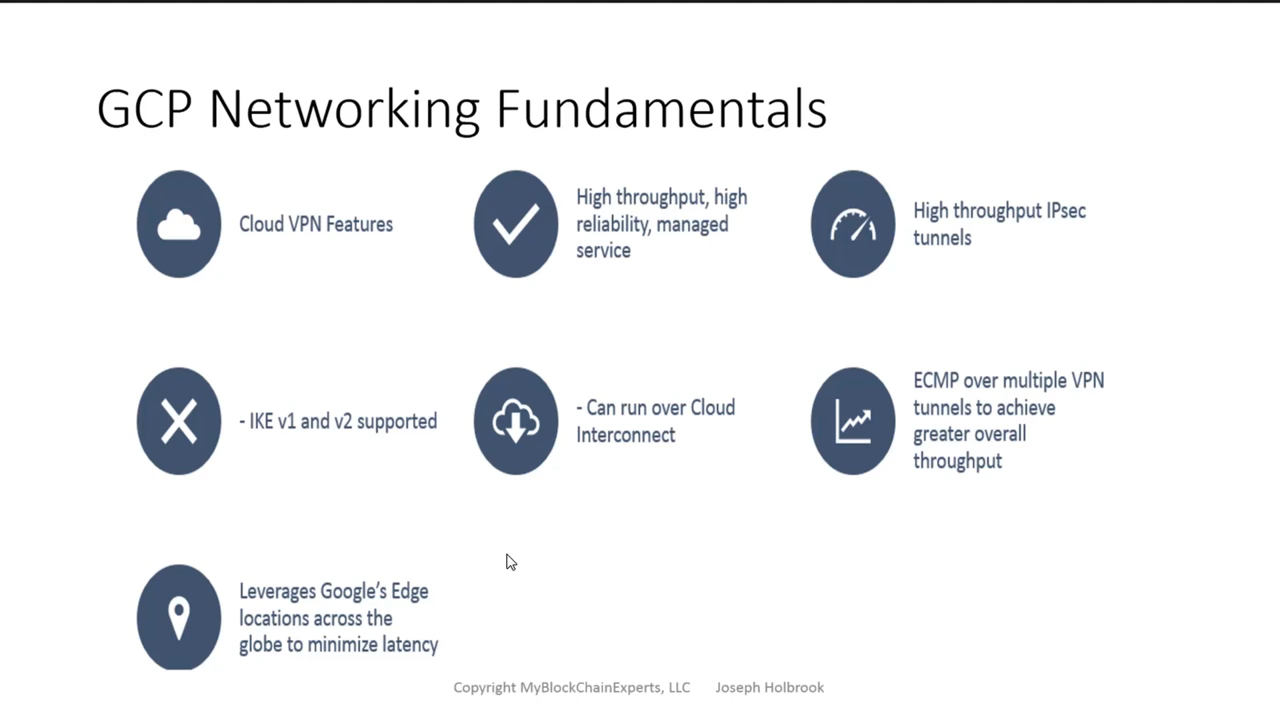 GCP Networking Fundamentals
Cloud VPN Features
High throughput, high
reliability, managed
service
High throughput IPsec
tunnels
- IKE v1 and v2 supported
- Can run over Cloud
Interconnect
ECMP over multiple VPN
tunnels to achieve
greater overall
throughput
Leverages Google's Edge
locations across the
globe to minimize latency
Copyright MyBlockChainExperts, LLC Joseph Holbrook